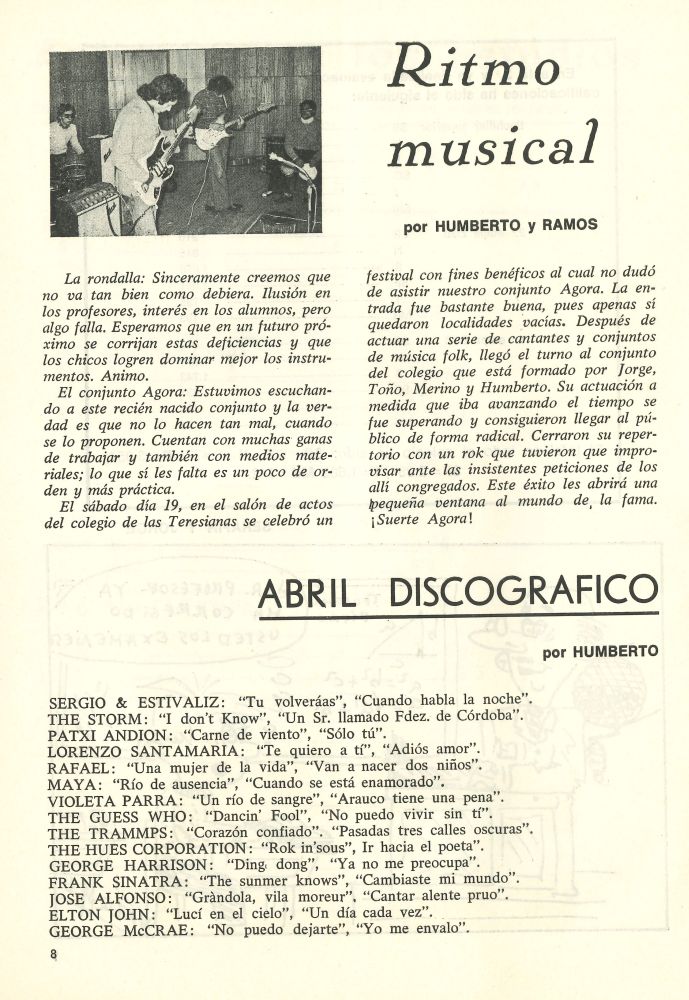 Ritmo
musical
por HUMBERTO y RAMOS
La rondalla: Sinceramente creemos que
no va tan bien como debiera. Ilusión en
los profesores, interés en los alumnos, pero
algo falla. Esperamos que en un futuro pró-
ximo se corrijan estas deficiencias y que
los chicos logren dominar mejor los instru-
mentos. Animo.
El conjunto Agora: Estuvimos escuchan-
do a este recién nacido conjunto y la ver-
dad es que no lo hacen tan mal, cuando
se lo proponen. Cuentan con muchas ganas
de trabajar y también con medios mate-
riales; lo que sí les falta es un poco de or-
den y más práctica.
El sábado día 19, en el salón de actos
del colegio de las Teresianas se celebró un
festival con fines benéficos al cual no dudó
de asistir nuestro conjunto Agora. La en-
trada fue bastante buena, pues apenas sí
quedaron localidades vacías. Después de
actuar una serie de cantantes y conjuntos
de música folk, llegó el turno al conjunto
del colegio que está formado por Jorge,
Toño, Merino y Humberto. Su actuación a
medida que iba avanzando el tiempo se
fue superando y consiguieron llegar al pú-
blico de forma radical. Cerraron su reper-
torio con un rok que tuvieron que impro-
visar ante las insistentes peticiones de los
allí congregados. Este éxito les abrirá una
pequeña ventana al mundo de la fama.
¡Suerte Agora!
ABRIL DISCOGRAFICO
por HUMBERTO
SERGIO & ESTIVALIZ: “Tu volveráas”, “Cuando habla la noche”.
THE STORM: “I don’t Know”, “Un Sr. llamado Fdez. de Córdoba”.
PATXI ANDION: “Carne de viento”, “Sólo tú”.
LORENZO SANTAMARIA: “Te quiero a tí”, “Adiós amor”.
RAFAEL: “Una mujer de la vida”, “Van a nacer dos niños”.
MAYA: “Río de ausencia”, “Cuando se está enamorado”.
VIOLETA PARRA: “Un río de sangre”, “Arauco tiene una pena”.
THE GUESS WHO: “Dancin’ Fool”, “No puedo vivir sin tí”.
THE TRAMMPS: “Corazón confiado”. “Pasadas tres calles oscuras”.
THE HUES CORPORATION: “Rok in’sous”, Ir hacia el poeta”.
GEORGE HARRISON: “Ding, dong”, “Ya no me preocupa”.
FRANK SINATRA: “The sunmer knows”, “Cambiaste mi mundo”.
JOSE ALFONSO: “Gràndola, vila moreur”, “Cantar alente pruo”.
ELTON JOHN: “Lucí en el cielo”, “Un día cada vez”.
GEORGE McCRAE: “No puedo dejarte”, “Yo me envalo”.
8